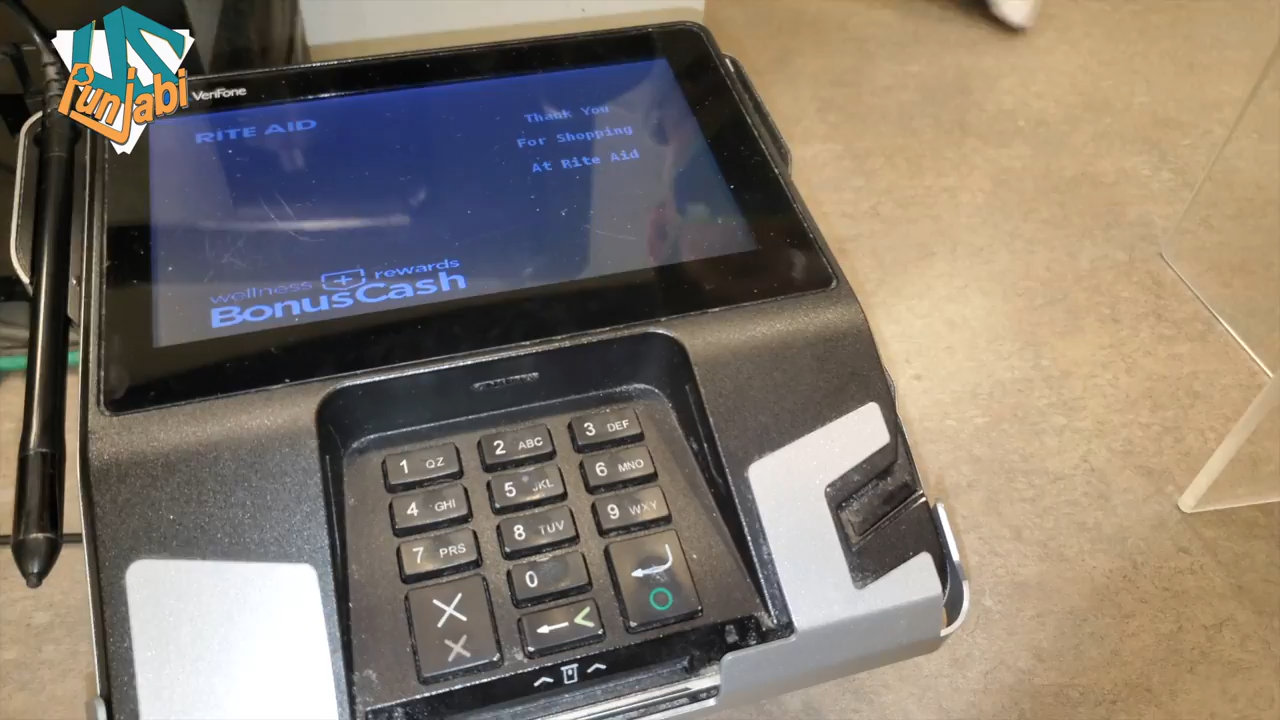 US
Punjabi
VeriFone
RITE AID
Thank You
For Shopping
At Rite Aid
wellness + rewards
BonusCash
1 QZ
2 ABC
3 DEF
4 GHI
5 JKL
6 MNO
7 PRS
8 TUV
9 WXY
0